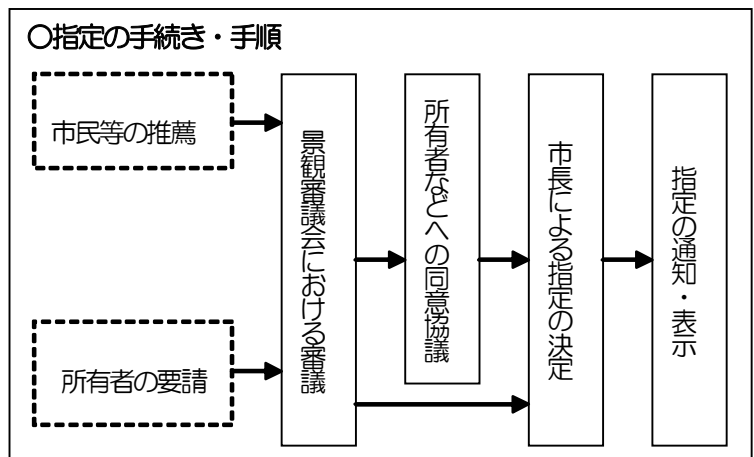 〇指定の手続き・手順
市民等の推薦
所有者の要請
景観審議会における審議
所有者などへの同意協議
市長による指定の決定
指定の通知・表示